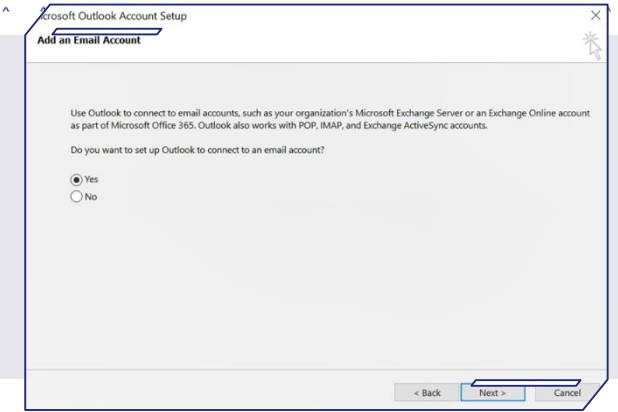 crosoft Outlook Account Setup
Add an Email Account
Use Outlook to connect to email accounts, such as your organization's Microsoft Exchange Server or an Exchange Online account
as part of Microsoft Office 365. Outlook also works with POP, IMAP, and Exchange ActiveSync accounts.
Do you want to set up Outlook to connect to an email account?
Yes
No
< Back Next > Cancel